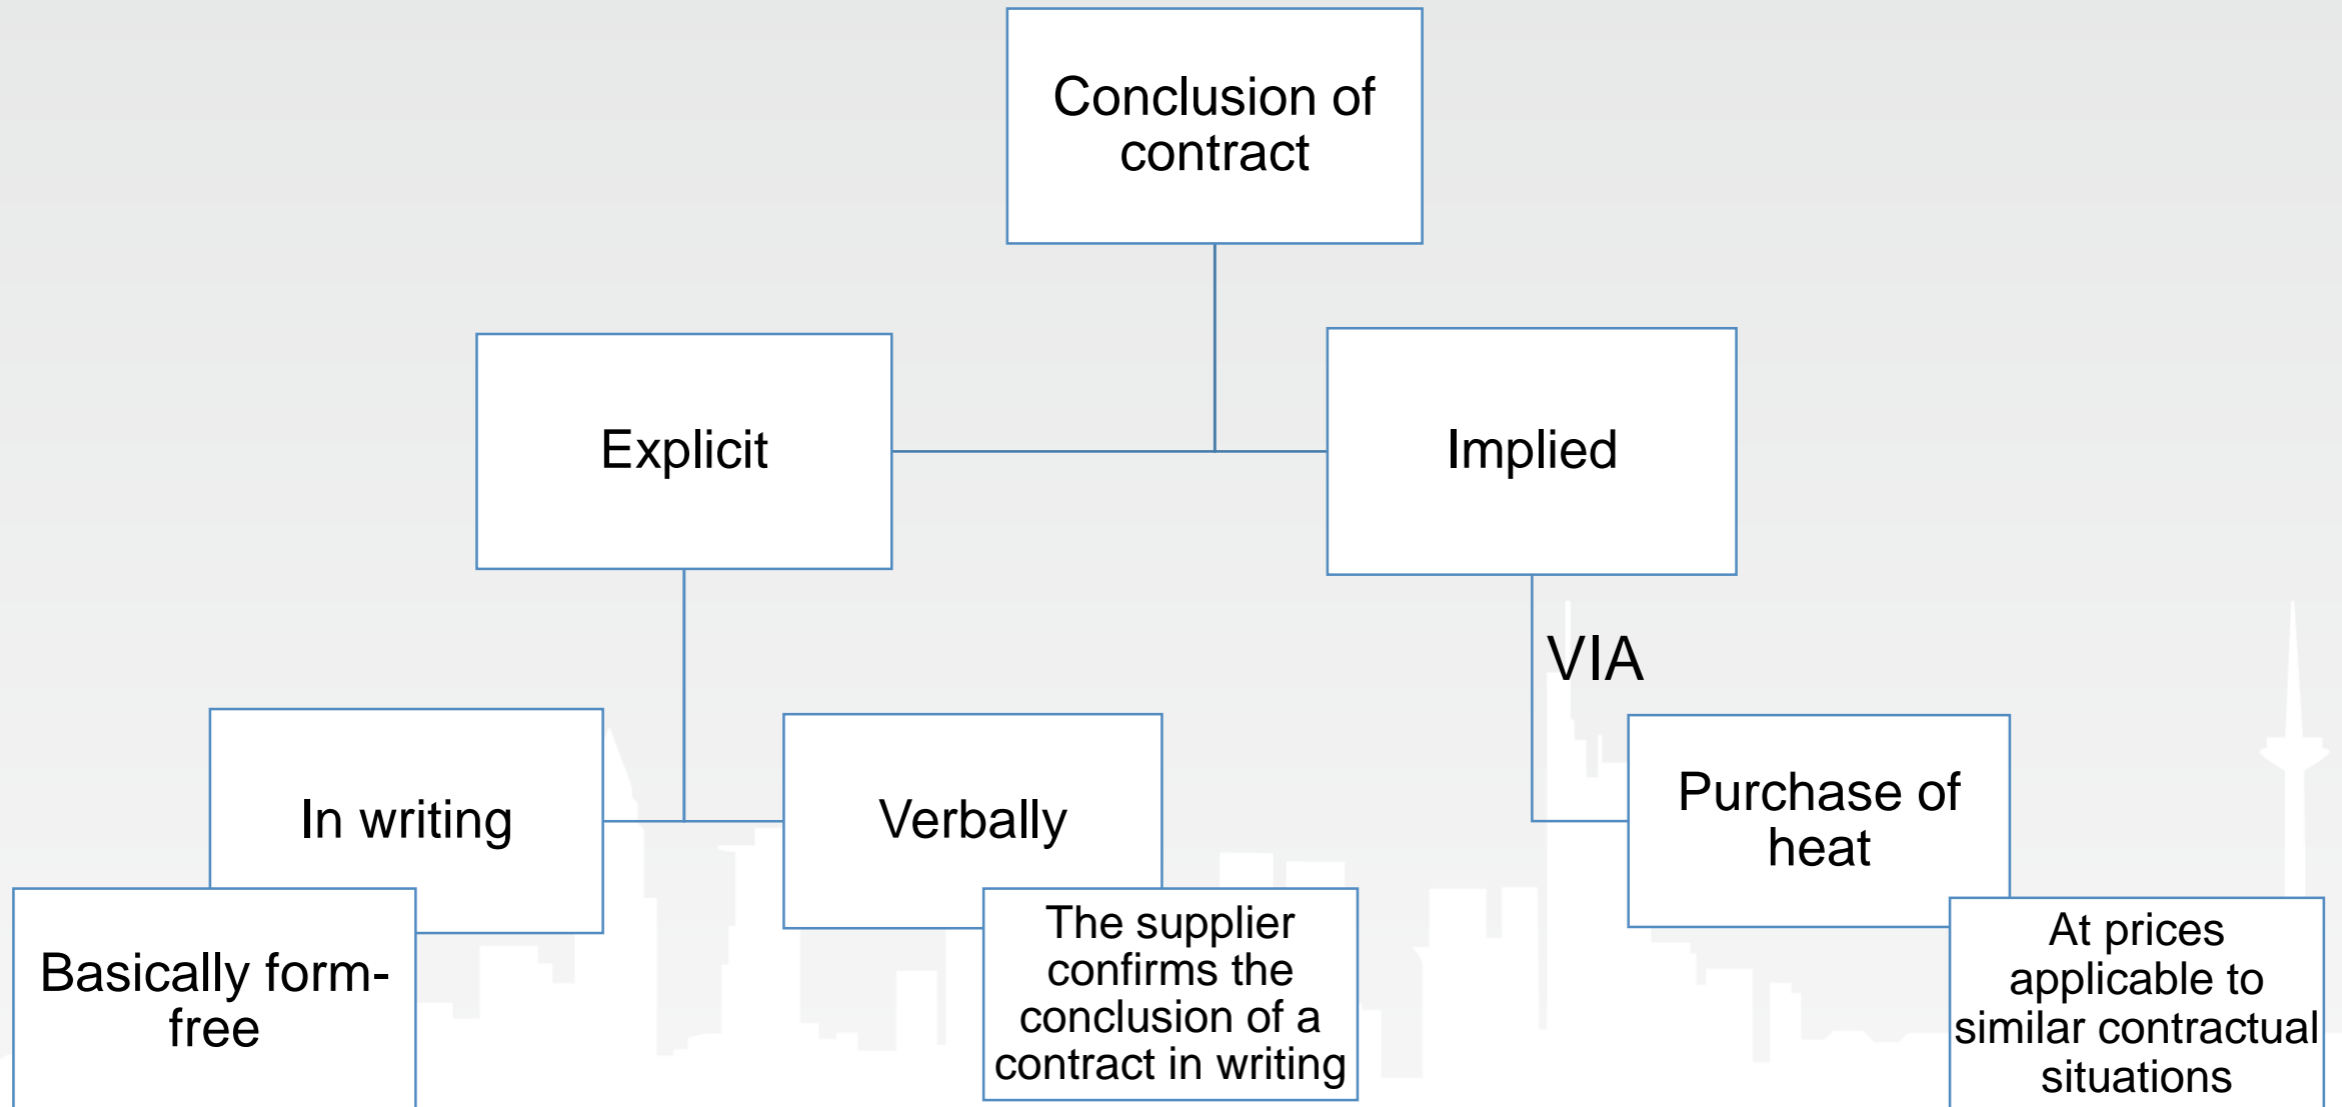 Conclusion of
contract
Explicit
Implied
VIA
In writing
Verbally
Purchase of
heat
Basically form-
free
The supplier
confirms the
conclusion of a
contract in writing
At prices
applicable to
similar contractual
situations